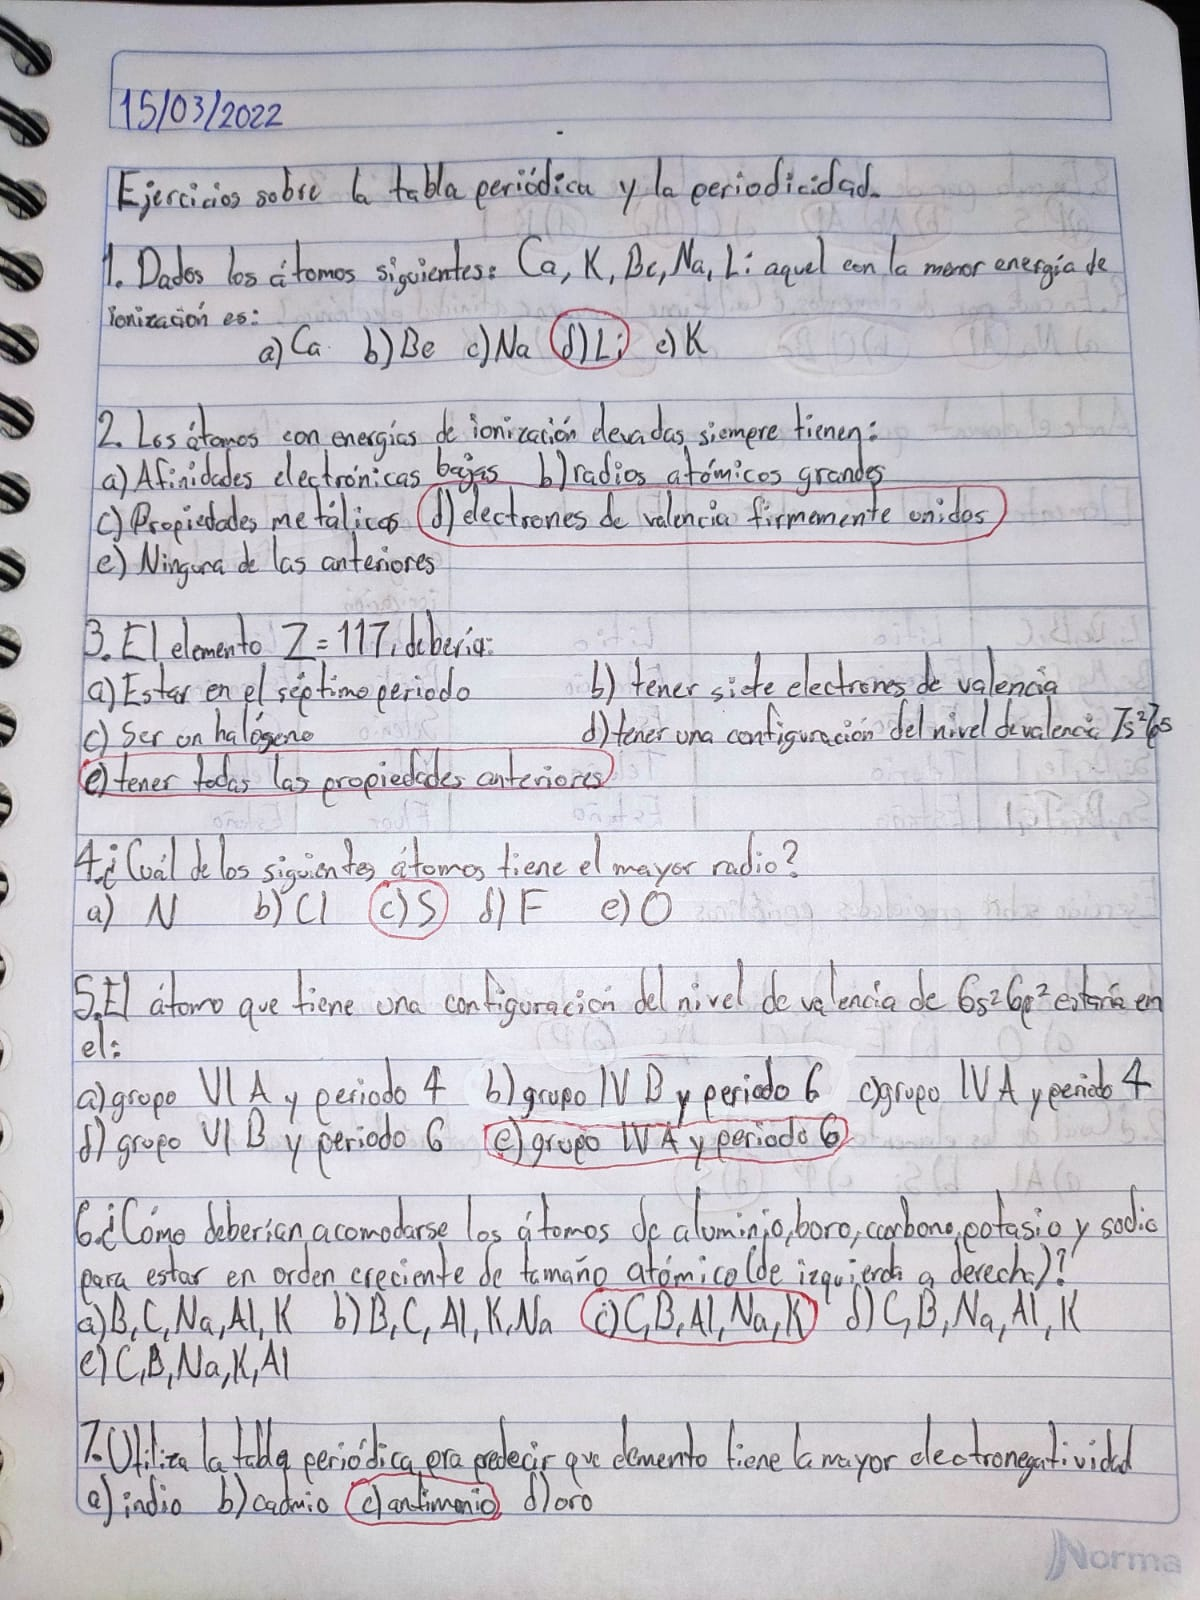 15/03/2022
Ejercicios sobre la tabla periódica y la periodicidad.
1. Dados los átomos siguientes: Ca, K, Be, Na, Li aquel con la menor energía de
ionización es:
a) Ca b) Be c) Na d) Li e) K
2. Los átomos con energías de ionización elevadas siempre tienen:
a) Afinidades electrónicas bajas b) radios atómicos grandes
c) Propiedades metálicas d) electrones de valencia firmemente unidos
e) Ninguna de las anteriores
3. El elemento Z=117, debería:
a) Estar en el séptimo periodo b) tener siete electrones de valencia
c) Ser un halógeno d) tener una configuración del nivel de valencia
e) tener todas las propiedades anteriores
4. ¿Cuál de los siguientes átomos tiene el mayor radio?
a) N b) Cl c) S d) F e) O
5. El átomo que tiene una configuración del nivel de valencia de 6s² 6p² estaría en
el:
a) grupo VI A y periodo 4 b) grupo IV B y periodo 6 c) grupo IV A y periodo 4
d) grupo VI B y periodo 6 e) grupo IV A y periodo 6
6. ¿Cómo deberían acomodarse los átomos de aluminio, boro, carbono, potasio y sodio
para estar en orden creciente de tamaño atómico (de izquierda a derecha)?
a) B, C, Na, Al, K b) B, C, Al, K, Na c) C, B, Al, Na, K d) C, B, Na, Al, K
e) C, B, Na, K, Al
7. Utiliza la tabla periódica para predecir que elemento tiene la mayor electronegatividad
a) indio b) cadmio c) antimonio d) oro
Norma